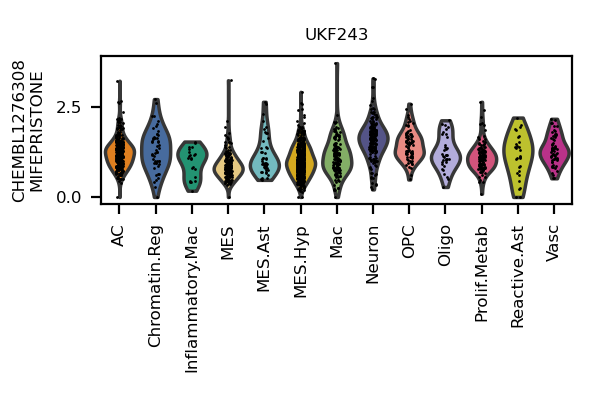 UKF243
CHEMBL1276308
MIFEPRISTONE
2.5
0.0
AC
Chromatin.Reg
Inflammatory.Mac
MES
MES.Ast
MES.Hyp
Mac
Neuron
OPC
Oligo
Prolif.Metab
Reactive.Ast
Vasc